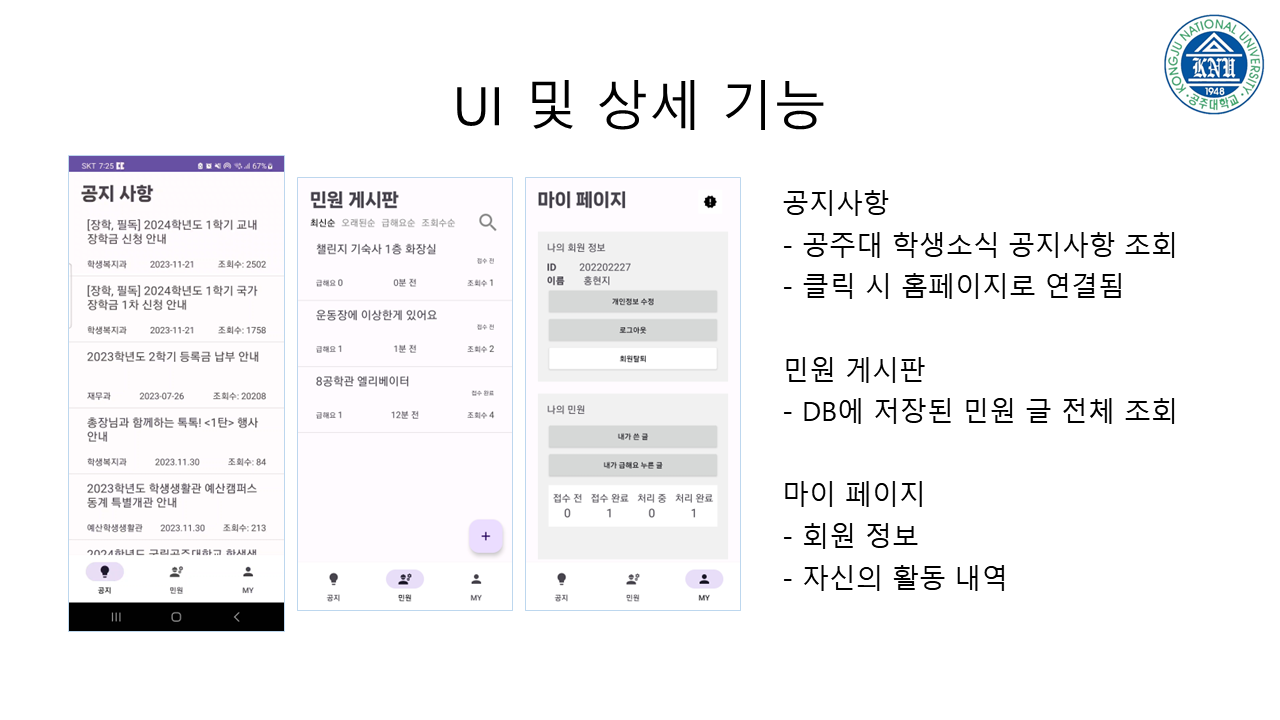 KONGJU NATIONAL UNIVERSITY
KNU
1948
공주대학교
UI 및 상세 기능
SKT 7:25
67%
공지 사항
[장학, 필독] 2024학년도 1학기 교내
장학금 신청 안내
학생복지과 2023-11-21 조회수: 2502
[장학, 필독] 2024학년도 1학기 국가
장학금 1차 신청 안내
학생복지과 2023-11-21 조회수: 1758
2023학년도 2학기 등록금 납부 안내
재무과 2023-07-26 조회수: 20208
총장님과 함께하는 톡톡! <1탄> 행사
안내
학생복지과 2023.11.30 조회수: 84
2023학년도 학생생활관 예산캠퍼스
동계 특별개관 안내
예산학생생활관 2023.11.30 조회수: 213
2024학년도 국립공주대학교 학생생
공지 민원 MY
민원 게시판
최신순 오래된순 급해요순 조회수순
챌린지 기숙사 1층 화장실
접수 전
급해요 0 0분 전 조회수 1
운동장에 이상한게 있어요
접수 전
급해요 1 1분 전 조회수 2
8공학관 엘리베이터
접수 완료
급해요 1 12분 전 조회수 4
+
공지 민원 MY
마이 페이지
나의 회원 정보
ID 202202227
이름 홍현지
개인정보 수정
로그아웃
회원탈퇴
나의 민원
내가 쓴 글
내가 급해요 누른 글
접수 전 접수 완료 처리 중 처리 완료
0 1 0 1
공지 민원 MY
공지사항
- 공주대 학생소식 공지사항 조회
- 클릭 시 홈페이지로 연결됨
민원 게시판
- DB에 저장된 민원 글 전체 조회
마이 페이지
- 회원 정보
- 자신의 활동 내역